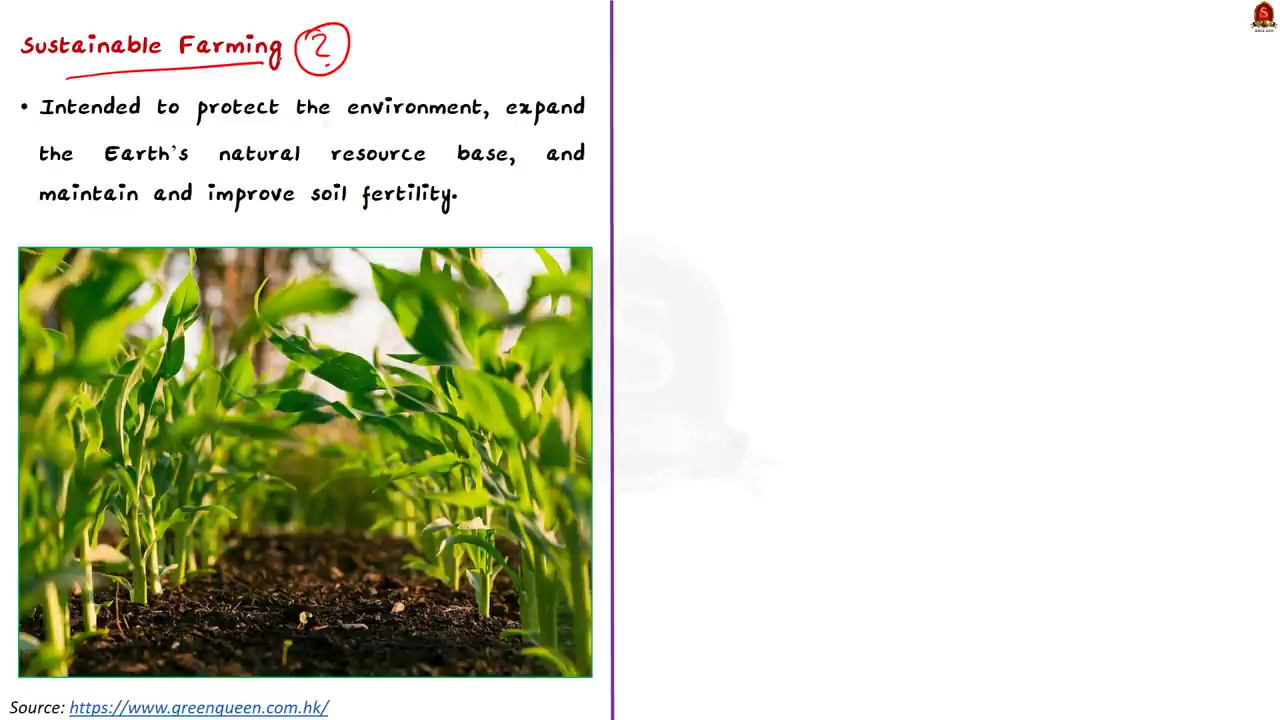 Sustainable Farming ?
• Intended to protect the environment, expand
the Earth's natural resource base, and
maintain and improve soil fertility.
Source: https://www.greenqueen.com.hk/